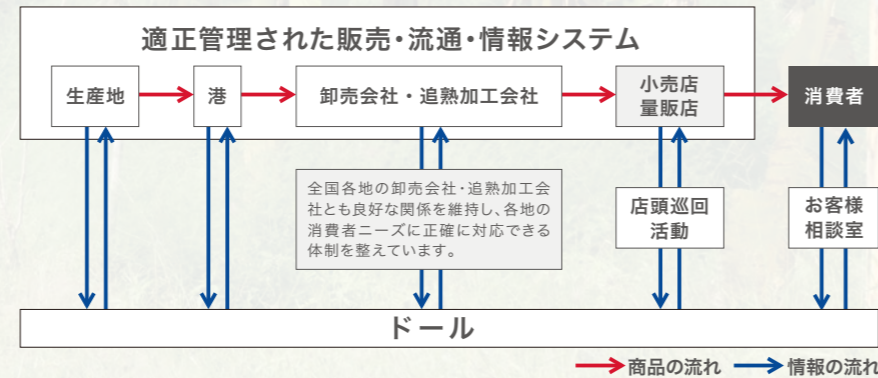 適正管理された販売・流通・情報システム
生産地
港
卸売会社・追熟加工会社
小売店
量販店
消費者
全国各地の卸売会社・追熟加工会
社とも良好な関係を維持し、各地の
消費者ニーズに正確に対応できる
体制を整えています。
店頭巡回
活動
お客様
相談室
ドール
商品の流れ
情報の流れ